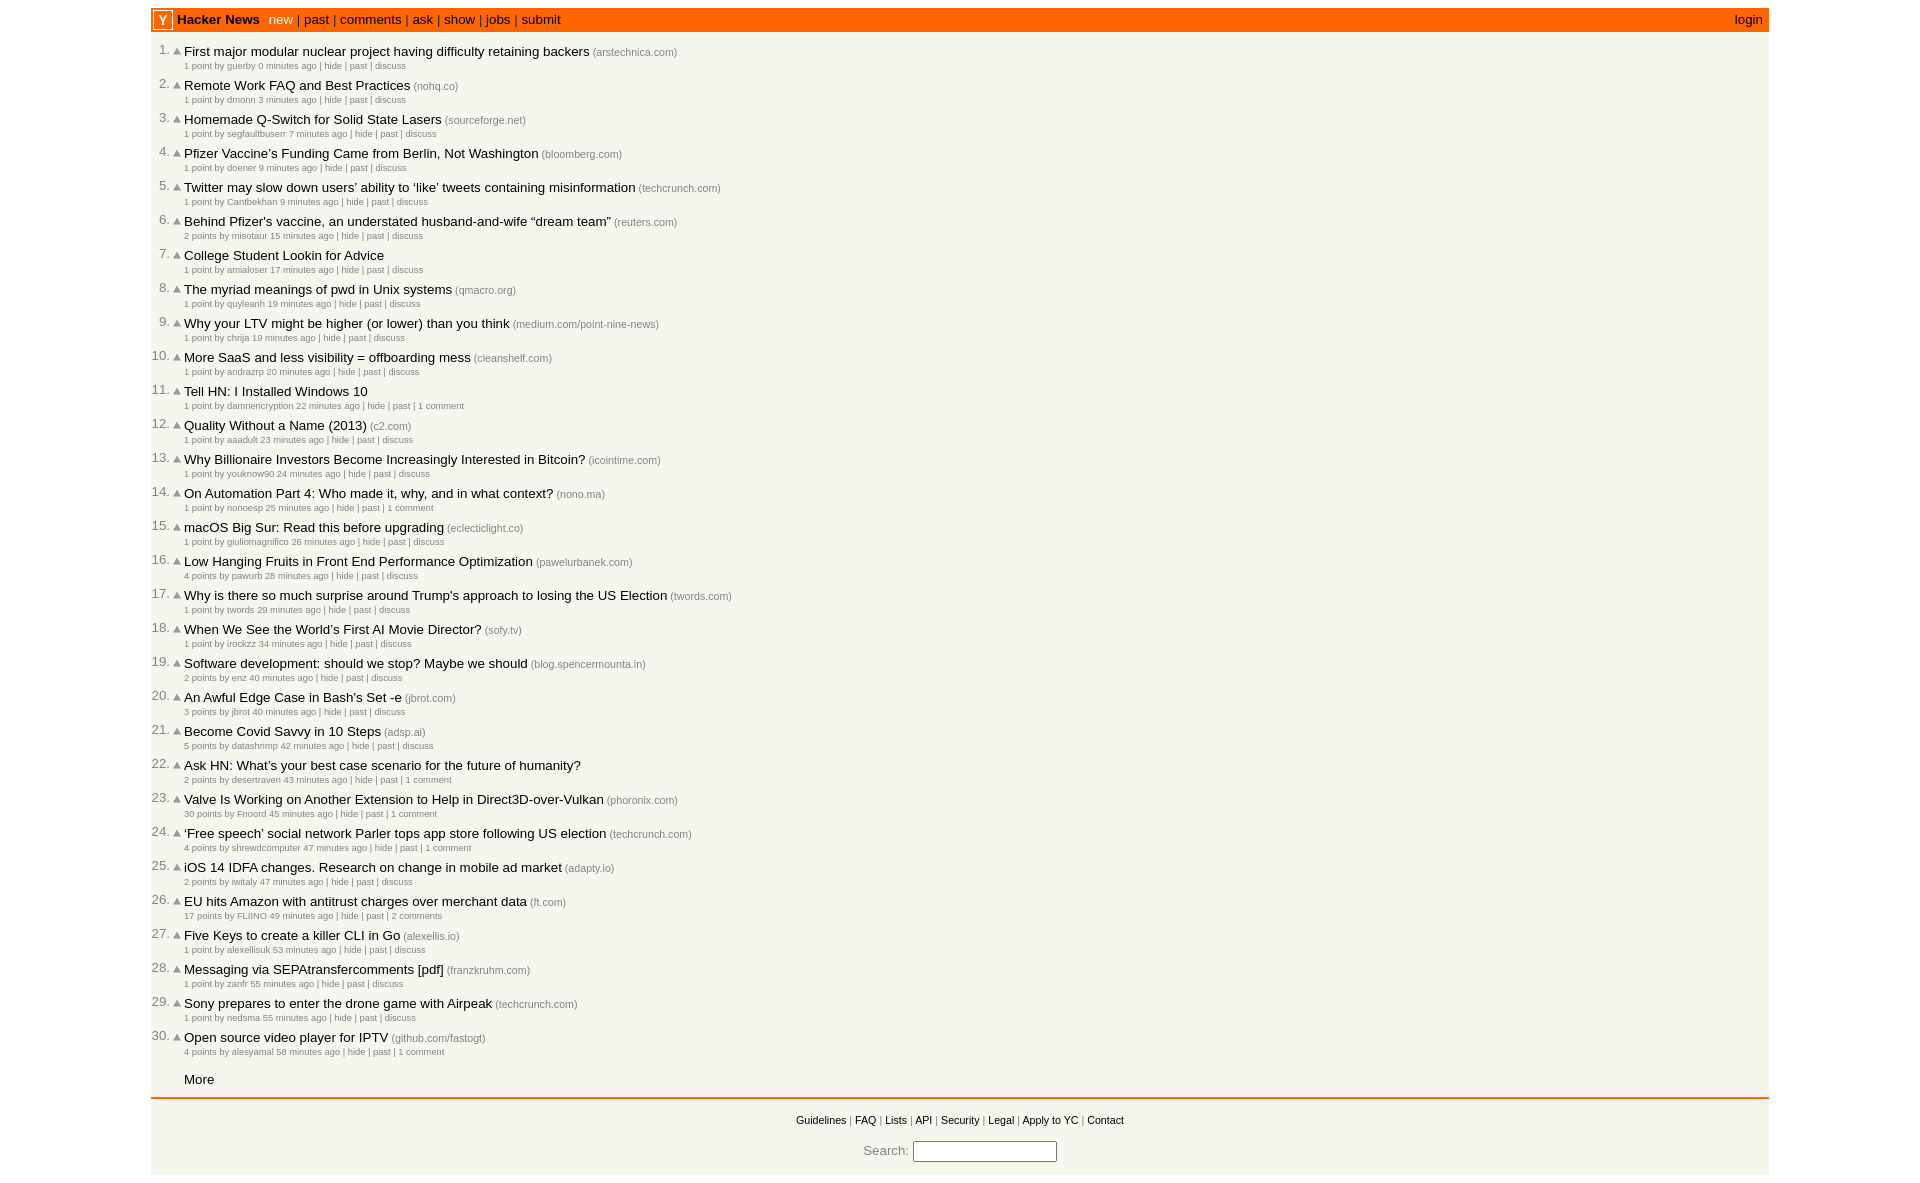 Y Hacker News new | past | comments | ask | show | jobs | submit login
1. First major modular nuclear project having difficulty retaining backers (arstechnica.com)
1 point by guerby 0 minutes ago | hide | past | discuss
2. Remote Work FAQ and Best Practices (nohq.co)
1 point by dmonn 3 minutes ago | hide | past | discuss
3. Homemade Q-Switch for Solid State Lasers (sourceforge.net)
1 point by segfaultbuserr 7 minutes ago | hide | past | discuss
4. Pfizer Vaccine’s Funding Came from Berlin, Not Washington (bloomberg.com)
1 point by doener 9 minutes ago | hide | past | discuss
5. Twitter may slow down users’ ability to ‘like’ tweets containing misinformation (techcrunch.com)
1 point by Cantbekhan 9 minutes ago | hide | past | discuss
6. Behind Pfizer's vaccine, an understated husband-and-wife “dream team” (reuters.com)
2 points by misotaur 15 minutes ago | hide | past | discuss
7. College Student Lookin for Advice
1 point by amialoser 17 minutes ago | hide | past | discuss
8. The myriad meanings of pwd in Unix systems (qmacro.org)
1 point by quyleanh 19 minutes ago | hide | past | discuss
9. Why your LTV might be higher (or lower) than you think (medium.com/point-nine-news)
1 point by chrija 19 minutes ago | hide | past | discuss
10. More SaaS and less visibility = offboarding mess (cleanshelf.com)
1 point by andrazrp 20 minutes ago | hide | past | discuss
11. Tell HN: I Installed Windows 10
1 point by damnencryption 22 minutes ago | hide | past | 1 comment
12. Quality Without a Name (2013) (c2.com)
1 point by aaadult 23 minutes ago | hide | past | discuss
13. Why Billionaire Investors Become Increasingly Interested in Bitcoin? (icointime.com)
1 point by youknow90 24 minutes ago | hide | past | discuss
14. On Automation Part 4: Who made it, why, and in what context? (nono.ma)
1 point by nonoesp 25 minutes ago | hide | past | 1 comment
15. macOS Big Sur: Read this before upgrading (eclecticlight.co)
1 point by giuliomagnifico 26 minutes ago | hide | past | discuss
16. Low Hanging Fruits in Front End Performance Optimization (pawelurbanek.com)
4 points by pawurb 28 minutes ago | hide | past | discuss
17. Why is there so much surprise around Trump's approach to losing the US Election (twords.com)
1 point by twords 29 minutes ago | hide | past | discuss
18. When We See the World’s First AI Movie Director? (sofy.tv)
1 point by irockzz 34 minutes ago | hide | past | discuss
19. Software development: should we stop? Maybe we should (blog.spencermounta.in)
2 points by enz 40 minutes ago | hide | past | discuss
20. An Awful Edge Case in Bash's Set -e (jbrot.com)
3 points by jbrot 40 minutes ago | hide | past | discuss
21. Become Covid Savvy in 10 Steps (adsp.ai)
5 points by datashrimp 42 minutes ago | hide | past | discuss
22. Ask HN: What’s your best case scenario for the future of humanity?
2 points by desertraven 43 minutes ago | hide | past | 1 comment
23. Valve Is Working on Another Extension to Help in Direct3D-over-Vulkan (phoronix.com)
30 points by Fnoord 45 minutes ago | hide | past | 1 comment
24. ‘Free speech’ social network Parler tops app store following US election (techcrunch.com)
4 points by shrewdcomputer 47 minutes ago | hide | past | 1 comment
25. iOS 14 IDFA changes. Research on change in mobile ad market (adapty.io)
2 points by iwitaly 47 minutes ago | hide | past | discuss
26. EU hits Amazon with antitrust charges over merchant data (ft.com)
17 points by FLIINO 49 minutes ago | hide | past | 2 comments
27. Five Keys to create a killer CLI in Go (alexellis.io)
1 point by alexellisuk 53 minutes ago | hide | past | discuss
28. Messaging via SEPAtransfercomments [pdf] (franzkruhm.com)
1 point by zanfr 55 minutes ago | hide | past | discuss
29. Sony prepares to enter the drone game with Airpeak (techcrunch.com)
1 point by nedsma 55 minutes ago | hide | past | discuss
30. Open source video player for IPTV (github.com/fastogt)
4 points by alesyamal 58 minutes ago | hide | past | 1 comment
More
Guidelines | FAQ | Lists | API | Security | Legal | Apply to YC | Contact
Search: